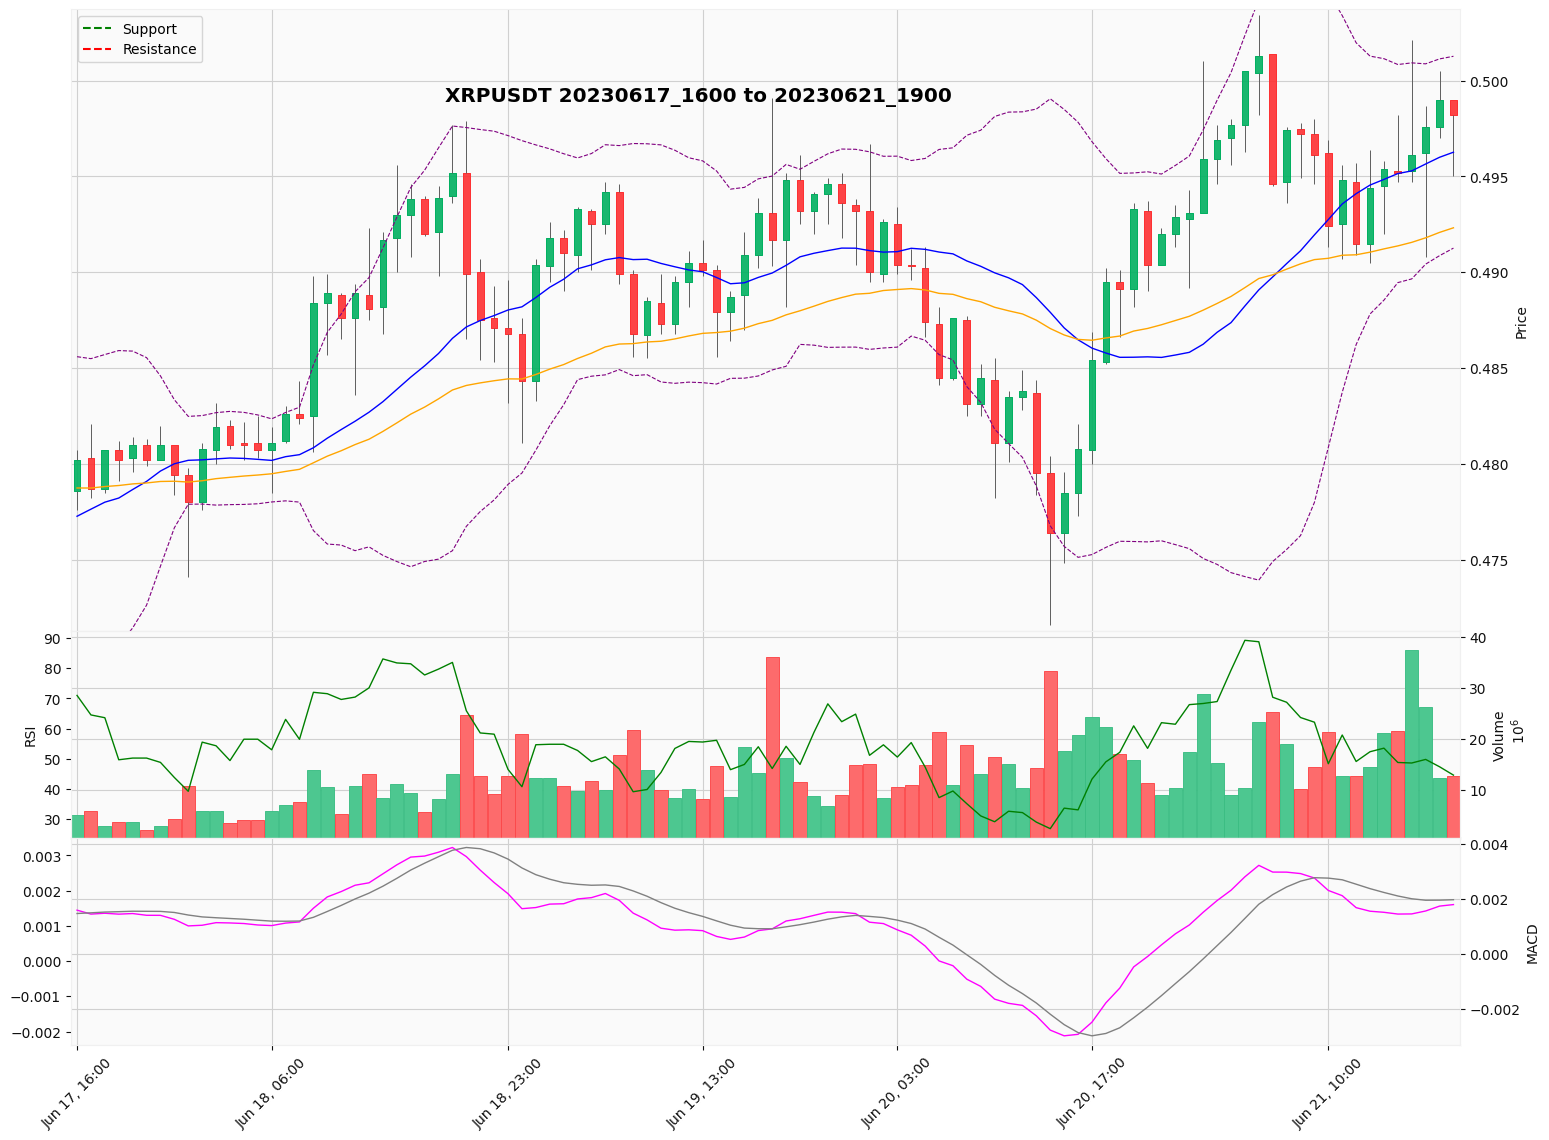 Support
Resistance
XRPUSDT 20230617_1600 to 20230621_1900
0.500
0.495
0.490
0.485
0.480
0.475
Price
90
80
70
60
50
40
30
RSI
40
30
20
10
Volume
10^6
0.003
0.002
0.001
0.000
−0.001
−0.002
0.004
0.002
0.000
−0.002
MACD
Jun 17, 16:00
Jun 18, 06:00
Jun 18, 23:00
Jun 19, 13:00
Jun 20, 03:00
Jun 20, 17:00
Jun 21, 10:00